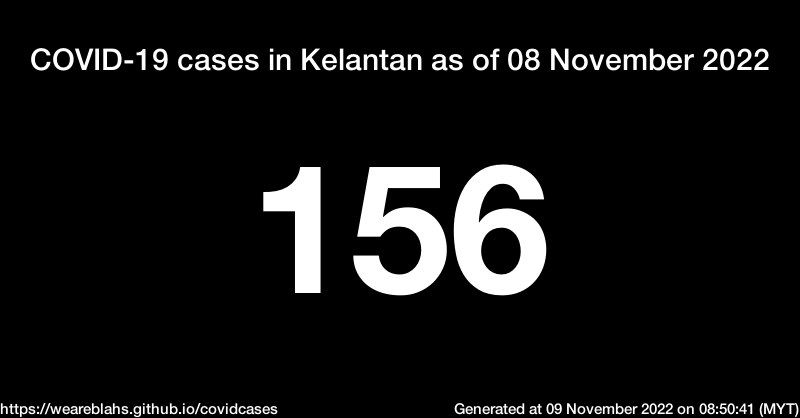 COVID-19 cases in Kelantan as of 08 November 2022
156
https://weareblahs.github.io/covidcases
Generated at 09 November 2022 on 08:50:41 (MYT)